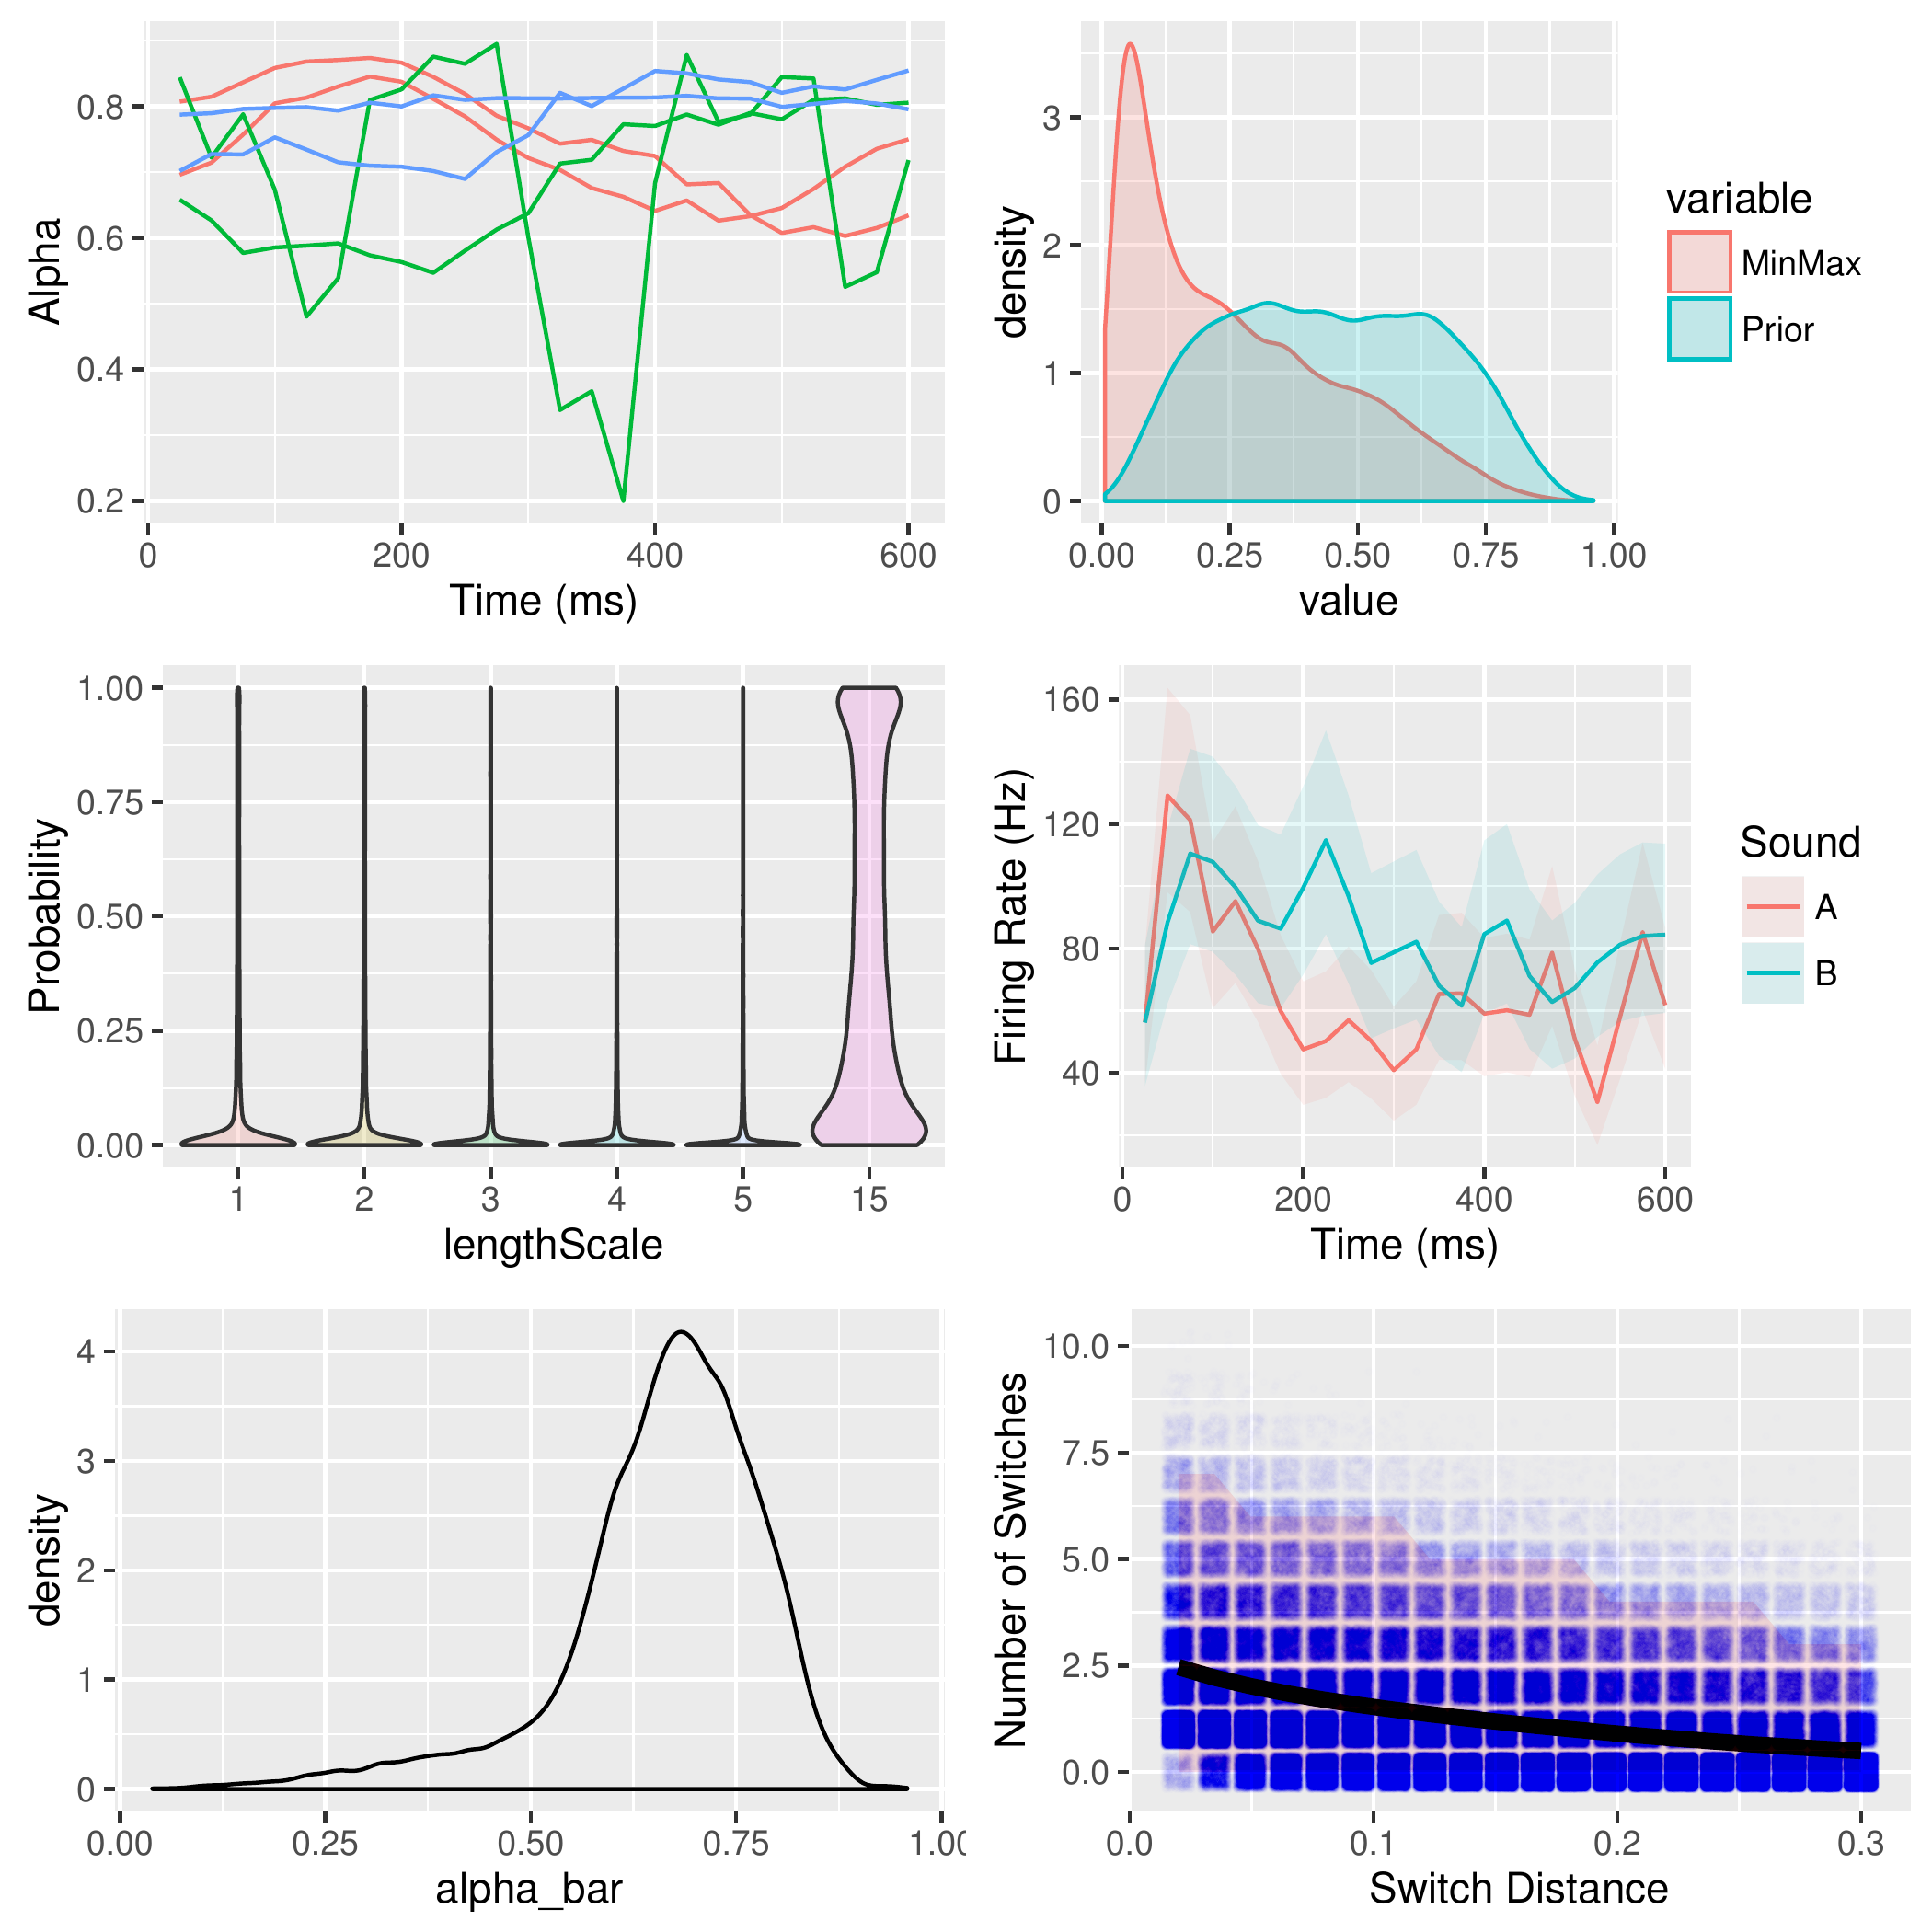 Alpha
0.8
0.6
0.4
0.2
0 200 400 600
Time (ms)
density
3
2
1
0
0.00 0.25 0.50 0.75 1.00
value
variable
MinMax
Prior
Probability
1.00
0.75
0.50
0.25
0.00
1 2 3 4 5 15
lengthScale
Firing Rate (Hz)
160
120
80
40
0 200 400 600
Time (ms)
Sound
A
B
density
4
3
2
1
0
0.00 0.25 0.50 0.75 1.00
alpha_bar
Number of Switches
10.0
7.5
5.0
2.5
0.0
0.0 0.1 0.2 0.3
Switch Distance